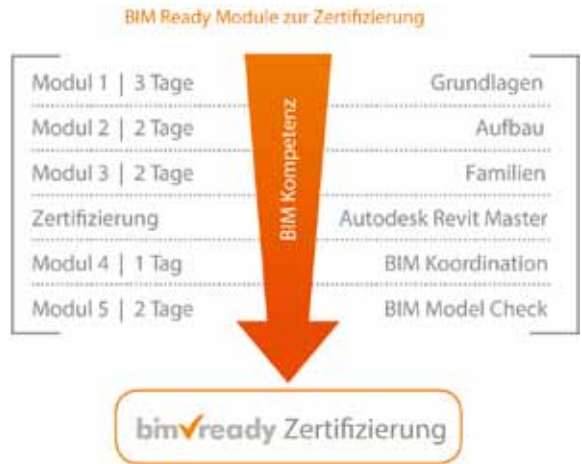 BIM Ready Module zur Zertifizierung
Modul 1 | 3 Tage Grundlagen
Modul 2 | 2 Tage Aufbau
Modul 3 | 2 Tage Familien
Zertifizierung Autodesk Revit Master
Modul 4 | 1 Tag BIM Koordination
Modul 5 | 2 Tage BIM Model Check
BIM Kompetenz
bim ready Zertifizierung